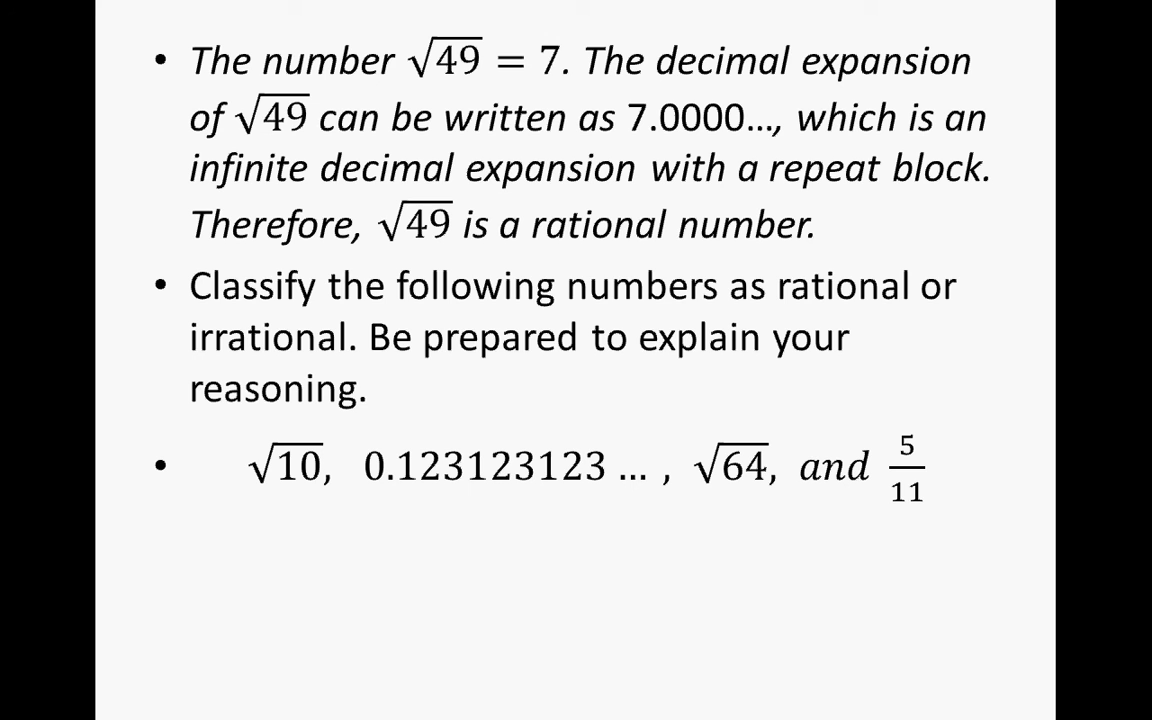 • The number √49 = 7. The decimal expansion
of √49 can be written as 7.0000…, which is an
infinite decimal expansion with a repeat block.
Therefore, √49 is a rational number.
• Classify the following numbers as rational or
irrational. Be prepared to explain your
reasoning.
• √10, 0.123123123 … , √64, and 5/11